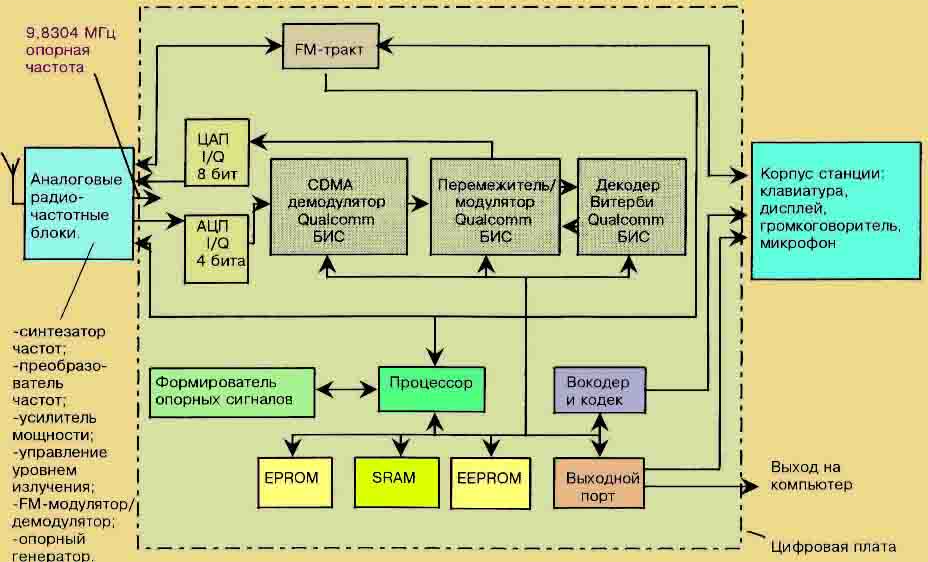 9,8304 МГц
опорная
частота
FM-тракт
ЦАП
I/Q
8 бит
Аналоговые
радио-
частотные
блоки.
CDMA
демодулятор
Qualcomm
БИС
Перемежитель/
модулятор
Qualcomm
БИС
Декодер
Витерби
Qualcomm
БИС
Корпус станции;
клавиатура,
дисплей,
громкоговоритель,
микрофон
АЦП
I/Q
4 бита
-синтезатор
частот;
-преобразо-
ватель
частот;
-усилитель
мощности;
-управление
уровнем
излучения;
-FM-модулятор/
демодулятор;
-опорный
генератор.
Формирователь
опорных сигналов
Процессор
Вокодер
и кодек
EPROM
SRAM
EEPROM
Выходной
порт
Выход на
компьютер
Цифровая плата